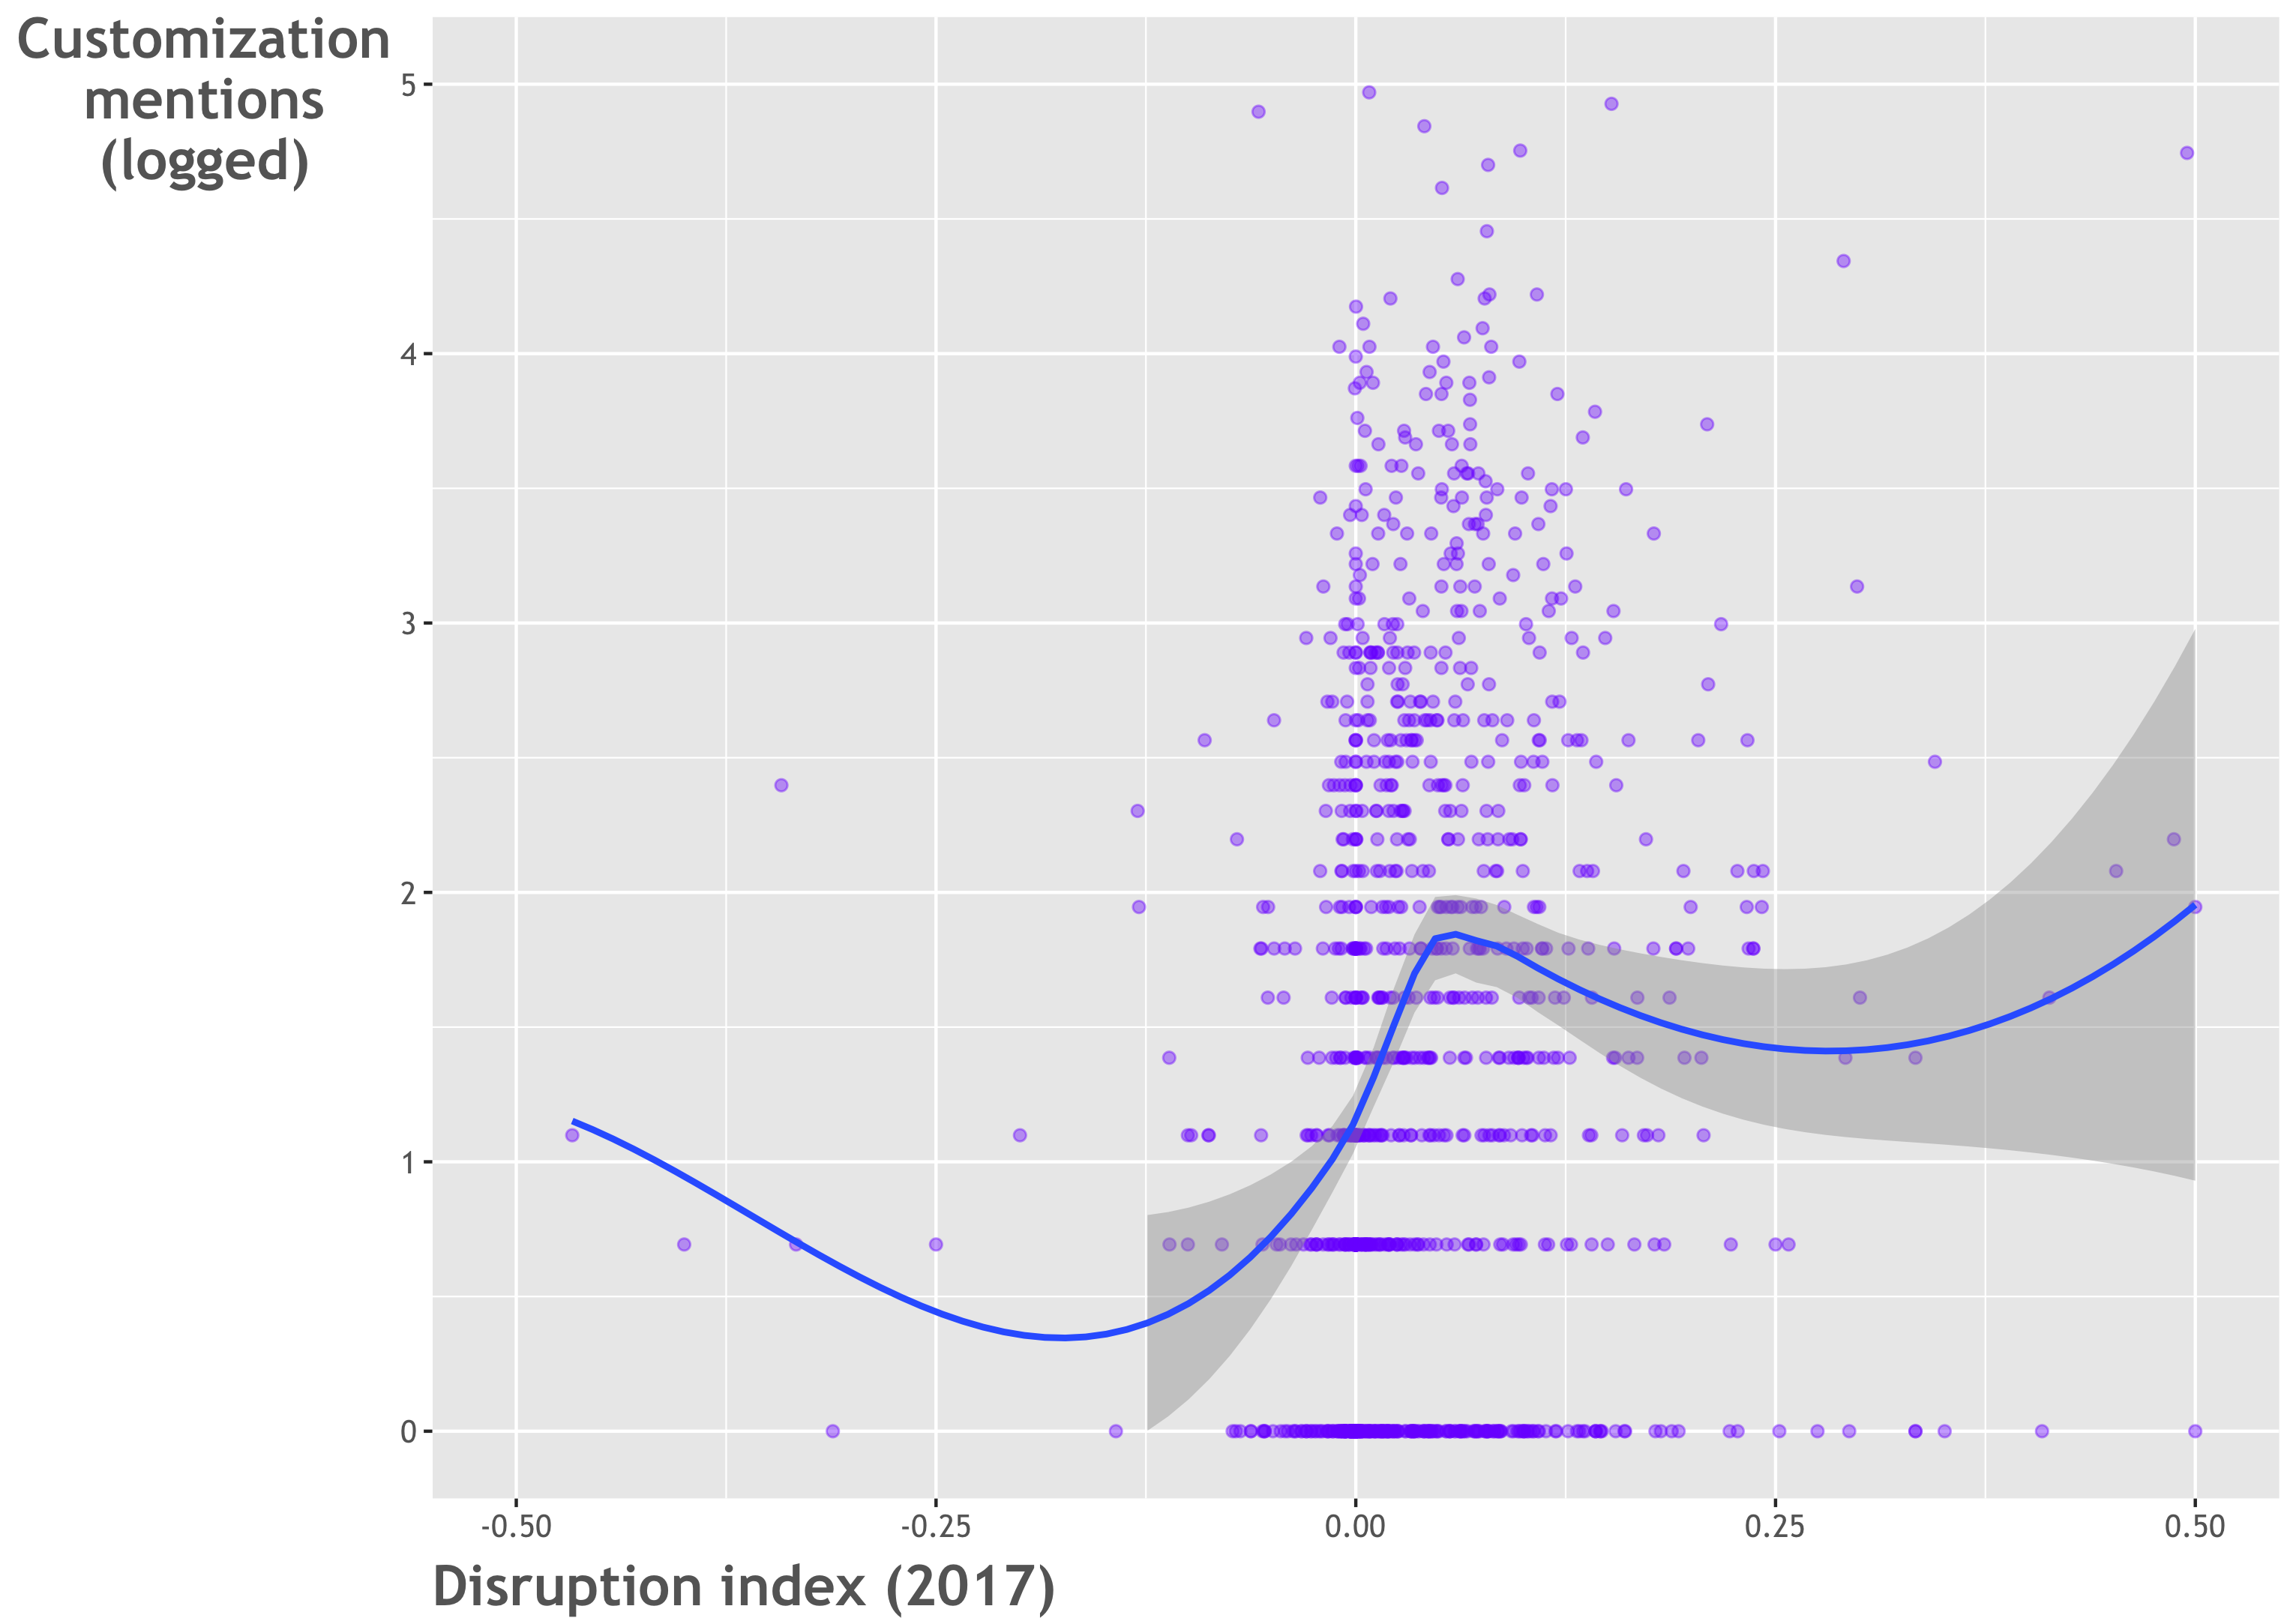 Customization
mentions
(logged)
5
4
3
2
1
0
-0.50 -0.25 0.00 0.25 0.50
Disruption index (2017)